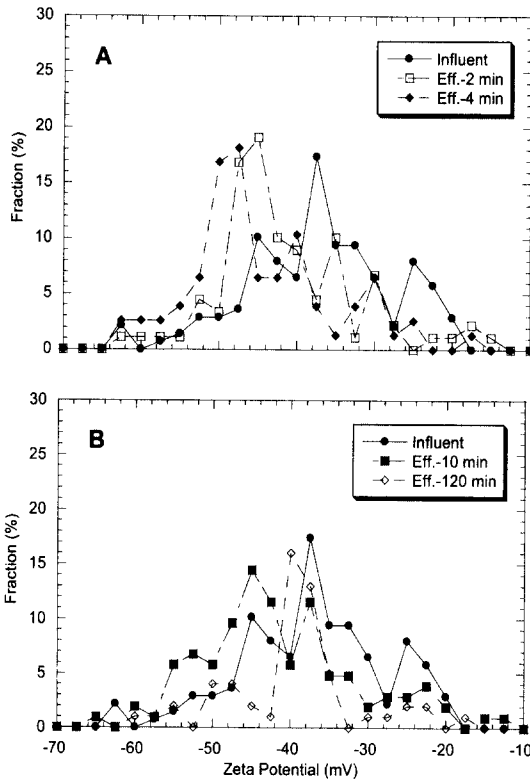 30
25
20
15
10
5
0
Fraction (%)
A
Influent
Eff.-2 min
Eff.-4 min
30
25
20
15
10
5
0
Fraction (%)
B
Influent
Eff.-10 min
Eff.-120 min
-70 -60 -50 -40 -30 -20 -10
Zeta Potential (mV)